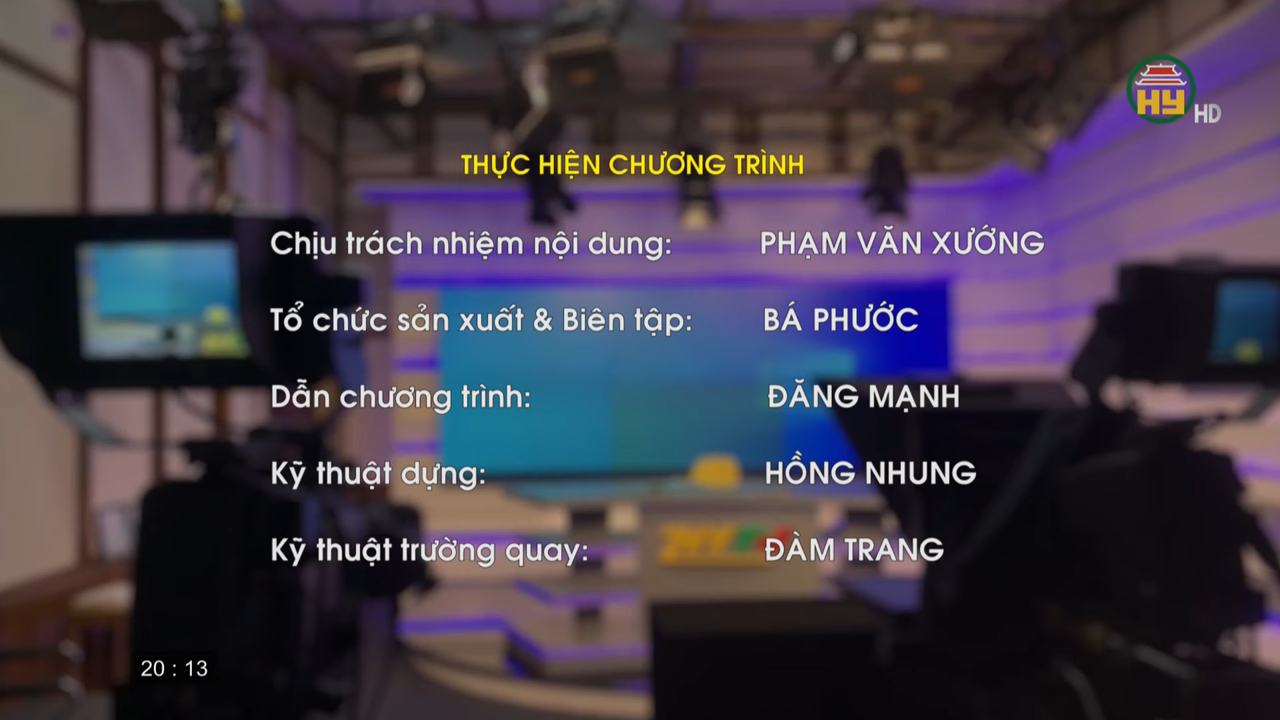 HY HD
THỰC HIỆN CHƯƠNG TRÌNH
Chịu trách nhiệm nội dung: PHẠM VĂN XƯỚNG
Tổ chức sản xuất & Biên tập: BÁ PHƯỚC
Dẫn chương trình: ĐĂNG MẠNH
Kỹ thuật dựng: HỒNG NHUNG
Kỹ thuật trường quay: ĐÀM TRANG
20 : 13